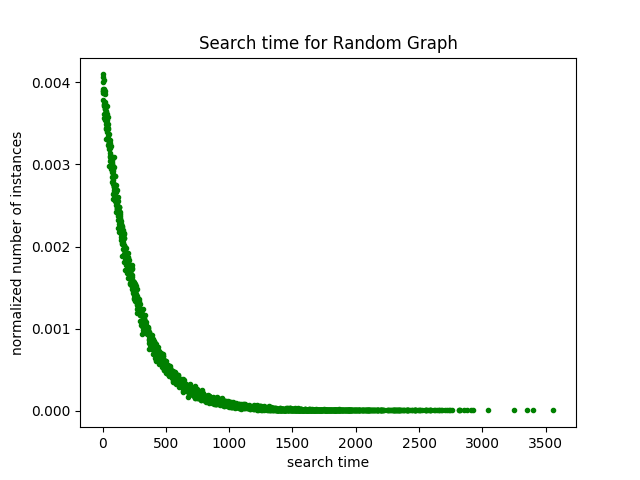 Search time for Random Graph
0.004
0.003
0.002
0.001
0.000
normalized number of instances
0 500 1000 1500 2000 2500 3000 3500
search time